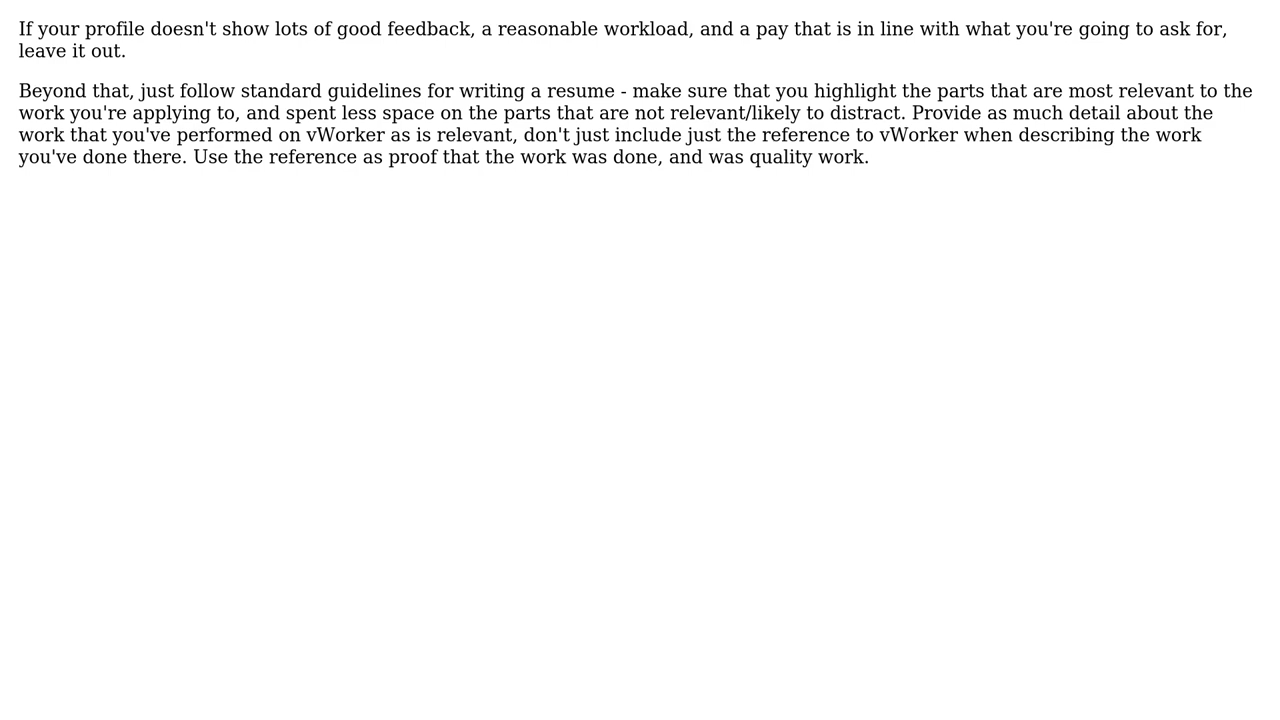 If your profile doesn't show lots of good feedback, a reasonable workload, and a pay that is in line with what you're going to ask for,
leave it out.
Beyond that, just follow standard guidelines for writing a resume - make sure that you highlight the parts that are most relevant to the
work you're applying to, and spent less space on the parts that are not relevant/likely to distract. Provide as much detail about the
work that you've performed on vWorker as is relevant, don't just include just the reference to vWorker when describing the work
you've done there. Use the reference as proof that the work was done, and was quality work.